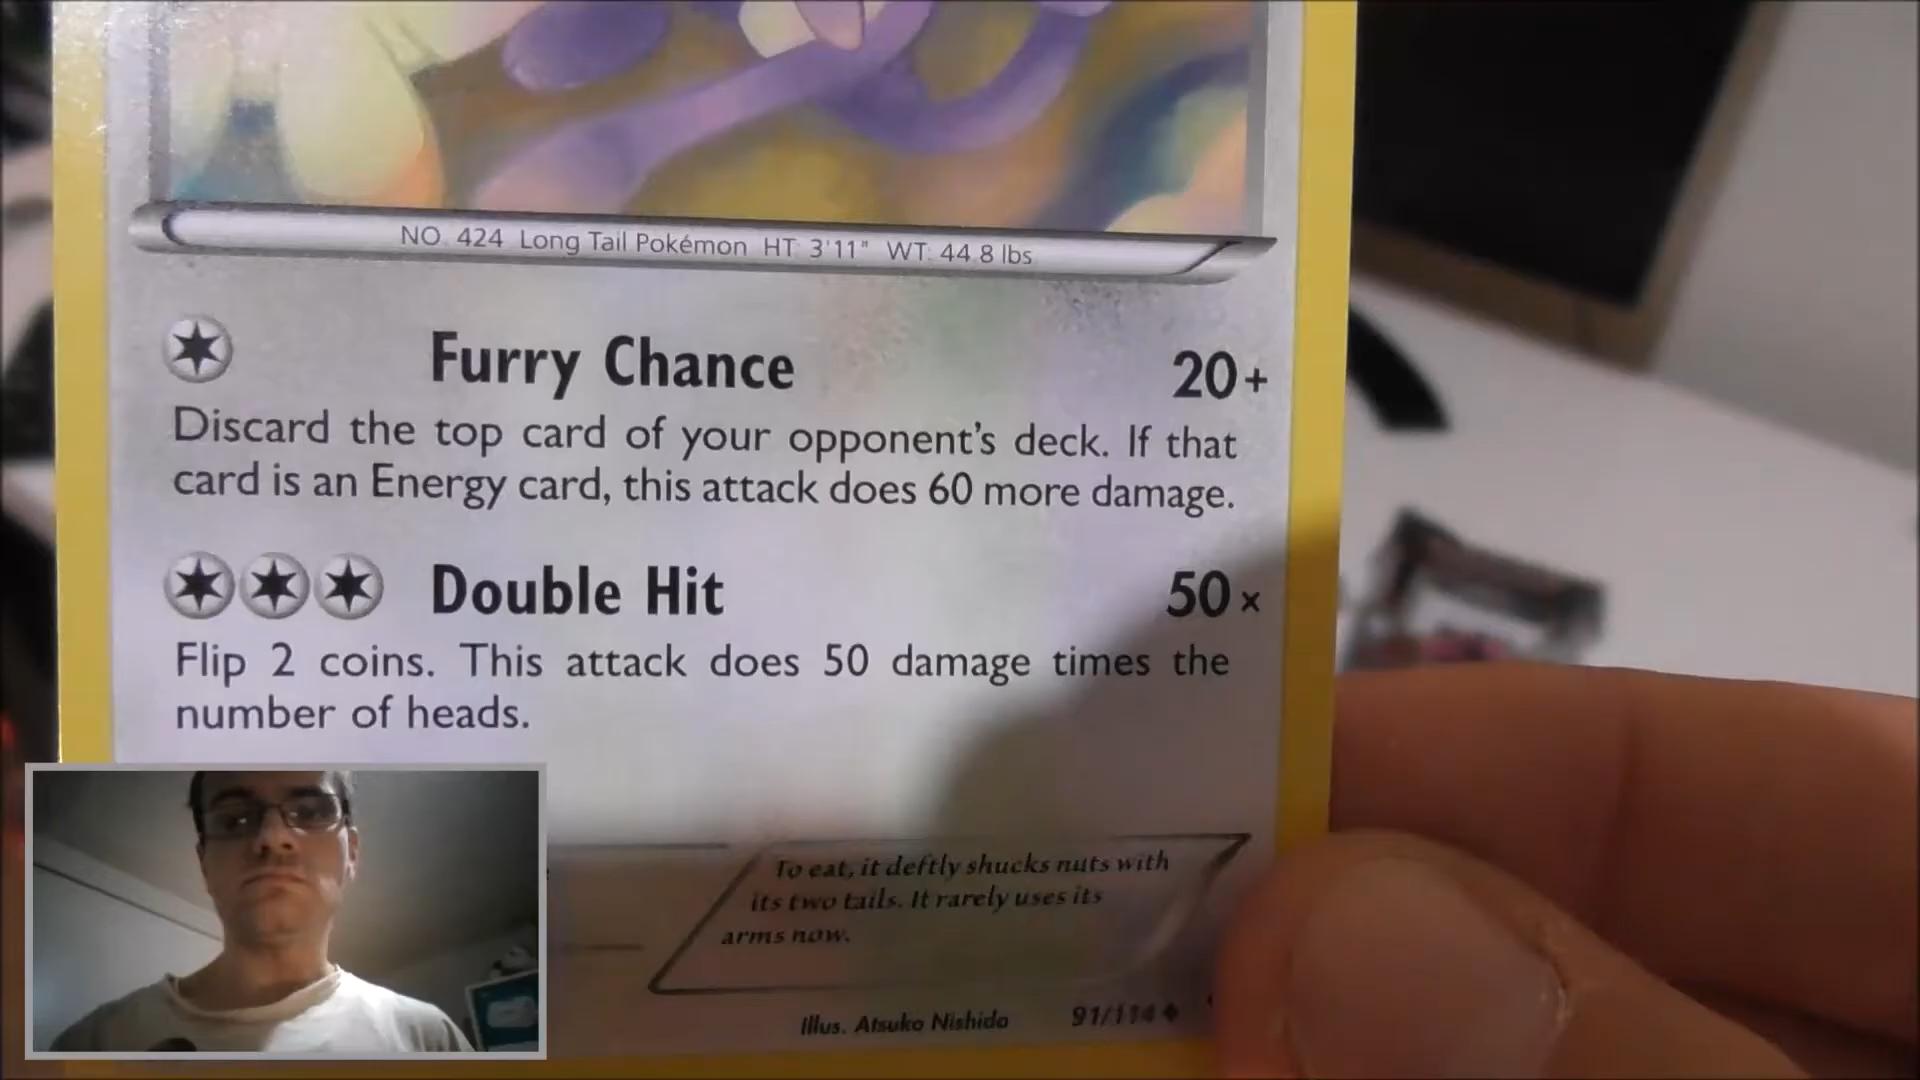 NO. 424 Long Tail Pokémon HT: 3'11" WT: 44.8 lbs
Furry Chance 20+
Discard the top card of your opponent's deck. If that
card is an Energy card, this attack does 60 more damage.
Double Hit 50×
Flip 2 coins. This attack does 50 damage times the
number of heads.
To eat, it deftly shucks nuts with
its two tails. It rarely uses its
arms now.
Illus. Atsuko Nishida 91/114